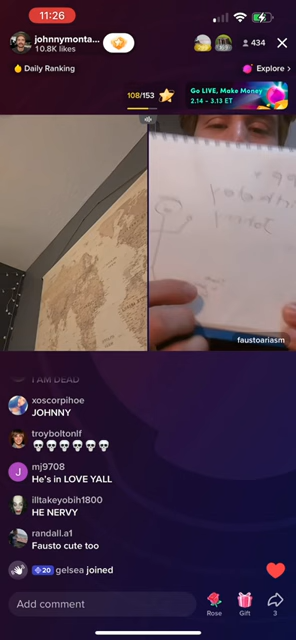 11:26
johnnymonta...
10.8K likes
434
Daily Ranking
Explore >
108/153
Go LIVE, Make Money
2.14 - 3.13 ET
faustoariasm
I AM DEAD
xoscorpihoe
JOHNNY
troyboltonlf
💀💀💀💀💀💀
J mj9708
He's in LOVE YALL
illtakeyobih1800
HE NERVY
randall.a1
Fausto cute too
20 gelsea joined
Add comment
Rose
Gift
3